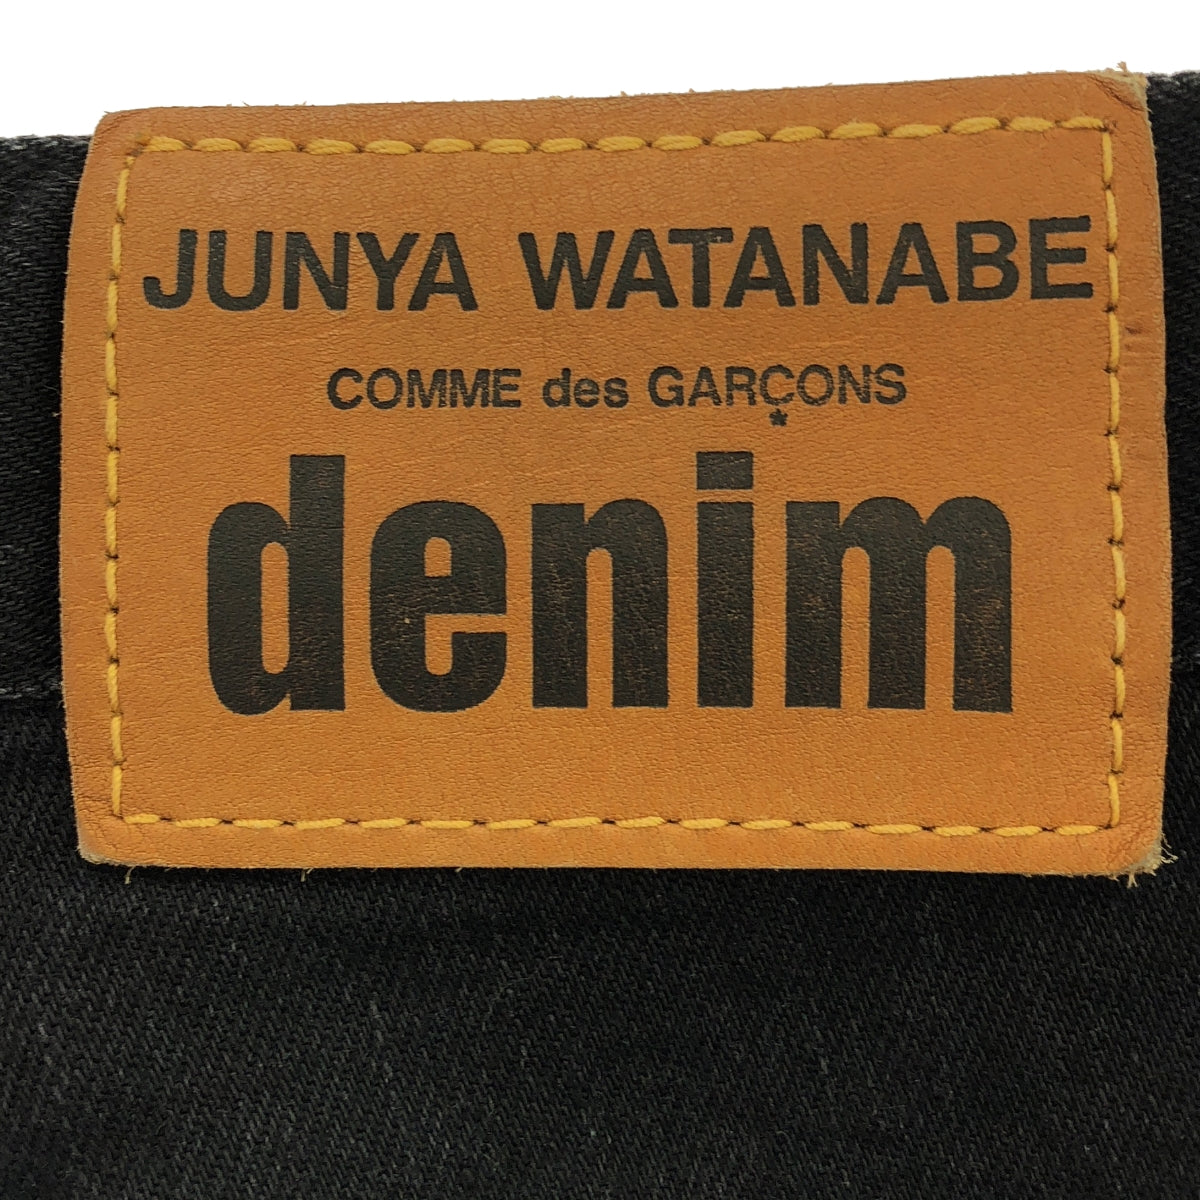 JUNYA WATANABE
COMME des GARÇONS
*
denim